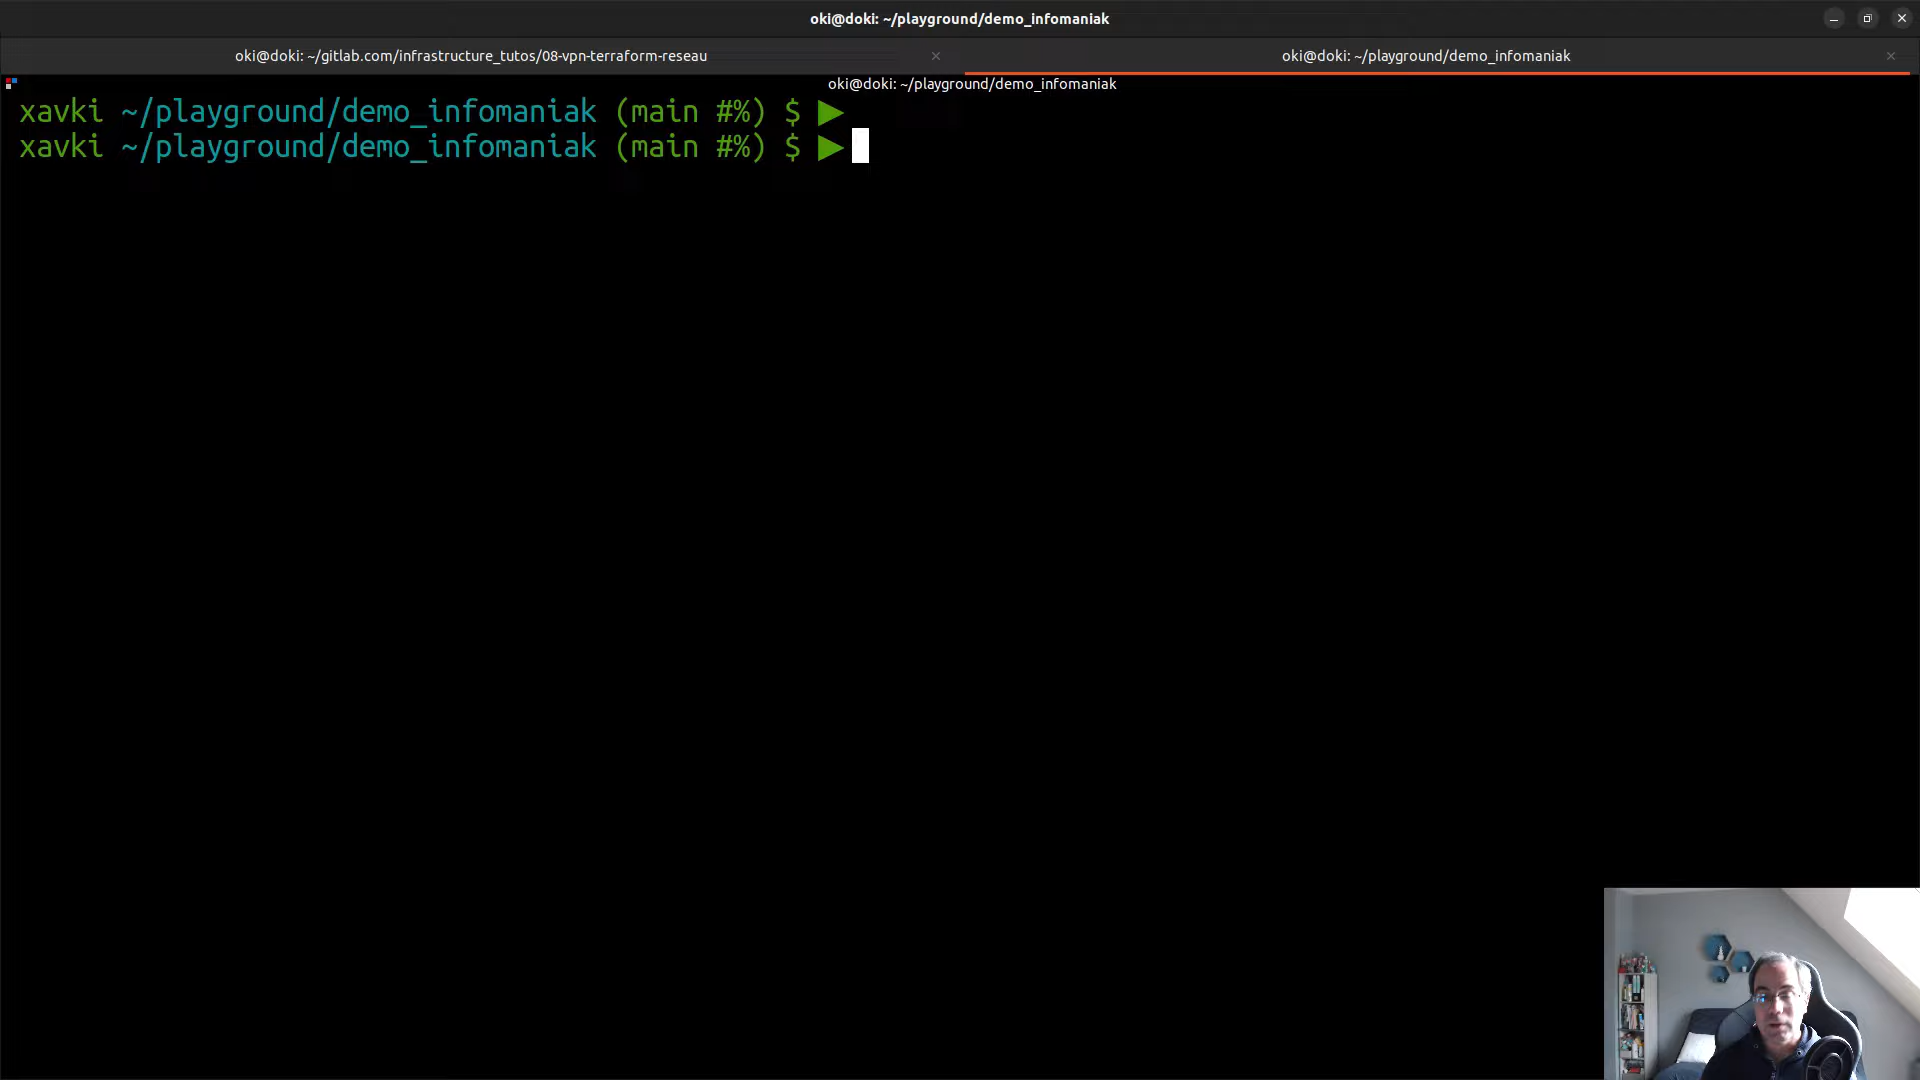 oki@doki: ~/playground/demo_infomaniak
oki@doki: ~/gitlab.com/infrastructure_tutos/08-vpn-terraform-reseau
oki@doki: ~/playground/demo_infomaniak
oki@doki: ~/playground/demo_infomaniak
xavki ~/playground/demo_infomaniak (main #%) $ ▶
xavki ~/playground/demo_infomaniak (main #%) $ ▶